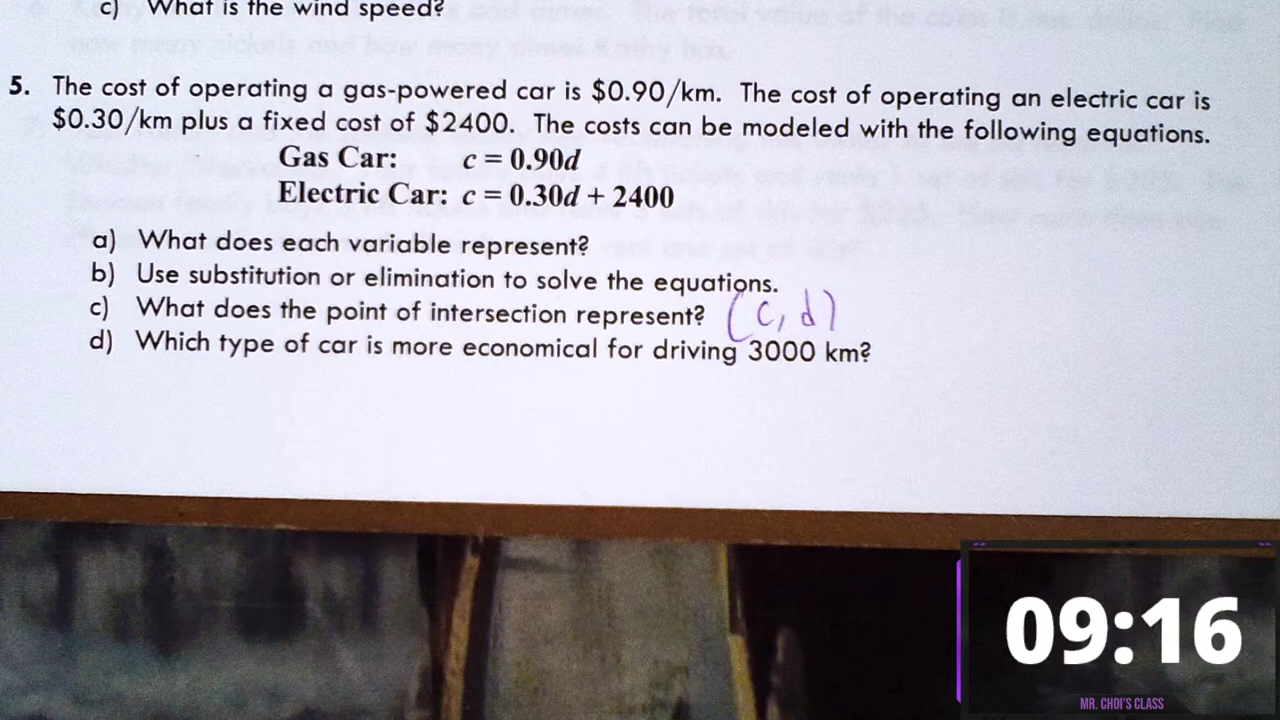 c) What is the wind speed?
5. The cost of operating a gas-powered car is $0.90/km. The cost of operating an electric car is
$0.30/km plus a fixed cost of $2400. The costs can be modeled with the following equations.
Gas Car: c = 0.90d
Electric Car: c = 0.30d + 2400
a) What does each variable represent?
b) Use substitution or elimination to solve the equations.
c) What does the point of intersection represent? (c, d)
d) Which type of car is more economical for driving 3000 km?
09:16
MR. CHOI'S CLASS